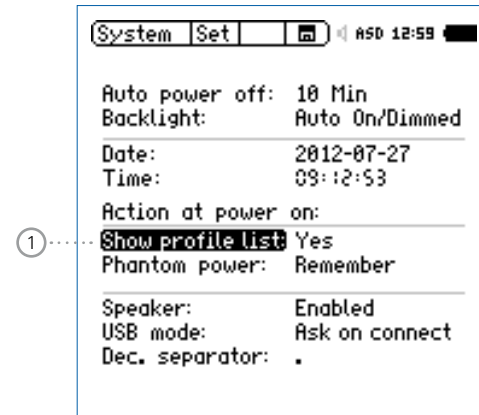 System Set ASD 12:59
Auto power off: 10 Min
Backlight: Auto On/Dimmed
Date: 2012-07-27
Time: 09:12:53
Action at power on:
1 Show profile list: Yes
Phantom power: Remember
Speaker: Enabled
USB mode: Ask on connect
Dec. separator: .